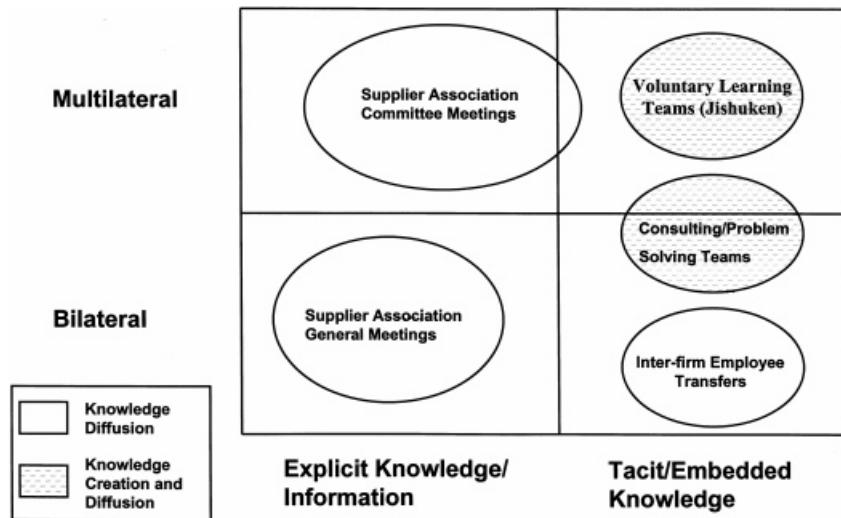 Multilateral
Supplier Association
Committee Meetings
Voluntary Learning
Teams (Jishuken)
Consulting/Problem
Solving Teams
Bilateral
Supplier Association
General Meetings
Inter-firm Employee
Transfers
Knowledge
Diffusion
Knowledge
Creation and
Diffusion
Explicit Knowledge/
Information
Tacit/Embedded
Knowledge